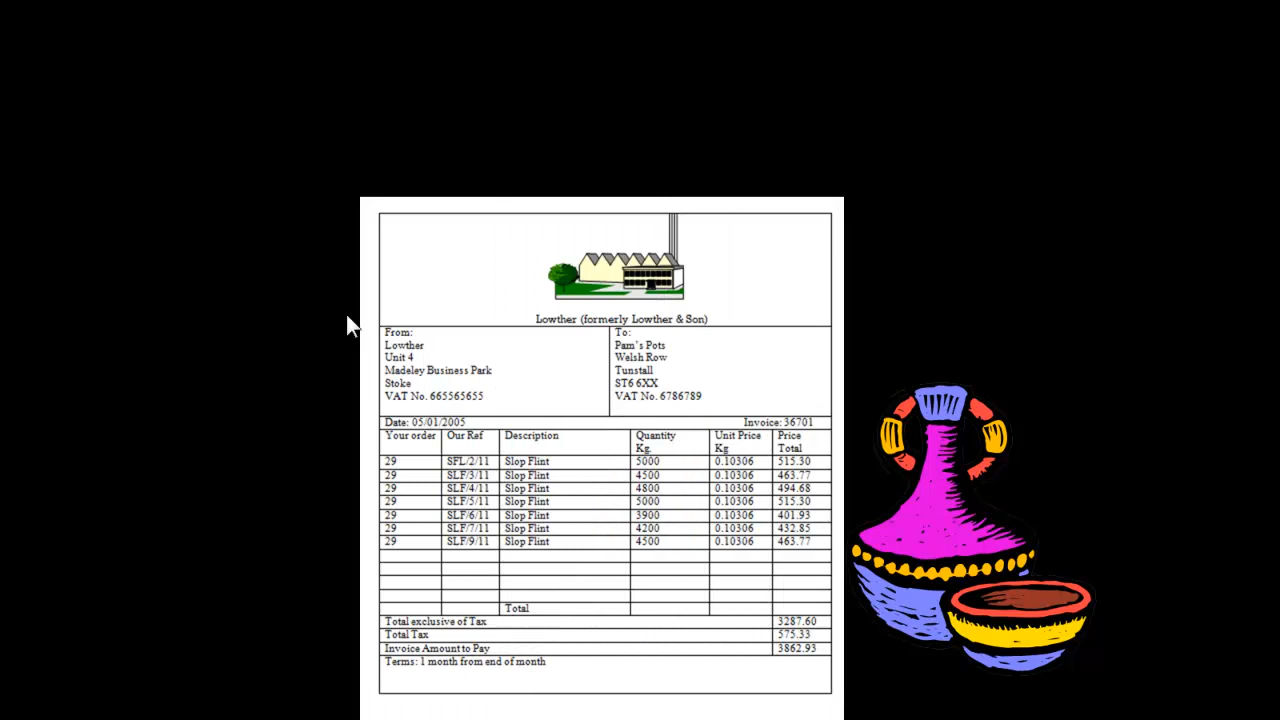 Lowther (formerly Lowther & Son)
From:
Lowther
Unit 4
Madeley Business Park
Stoke
VAT No. 665565655
To:
Pam's Pots
Welsh Row
Tunstall
ST6 6XX
VAT No. 6786789
Date: 05/01/2005 Invoice: 36701
Your order Our Ref Description Quantity Kg. Unit Price Kg Price Total
29 SFL/2/11 Slop Flint 5000 0.10306 515.30
29 SLF/3/11 Slop Flint 4500 0.10306 463.77
29 SLF/4/11 Slop Flint 4800 0.10306 494.68
29 SLF/5/11 Slop Flint 5000 0.10306 515.30
29 SLF/6/11 Slop Flint 3900 0.10306 401.93
29 SLF/7/11 Slop Flint 4200 0.10306 432.85
29 SLF/9/11 Slop Flint 4500 0.10306 463.77
Total
Total exclusive of Tax 3287.60
Total Tax 575.33
Invoice Amount to Pay 3862.93
Terms: 1 month from end of month